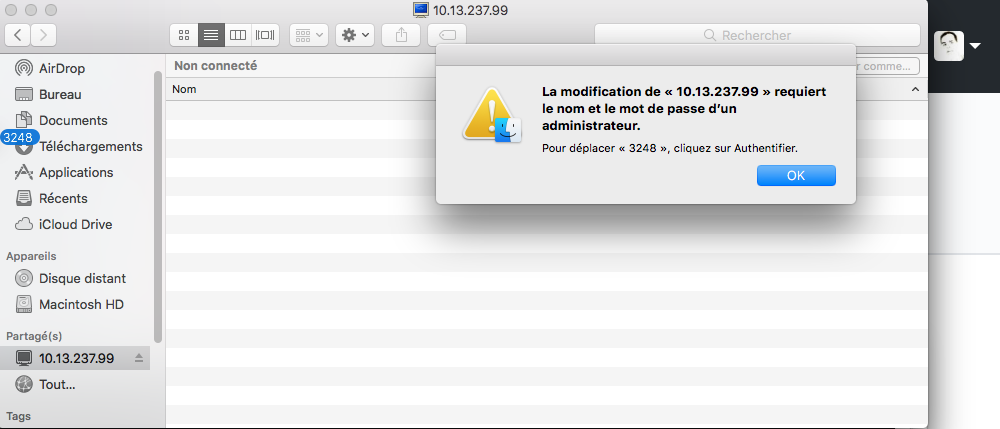 10.13.237.99
Rechercher
AirDrop
Bureau
Documents
3248
Téléchargements
Applications
Récents
iCloud Drive
Appareils
Disque distant
Macintosh HD
Partagé(s)
10.13.237.99
Tout...
Tags
Non connecté
r comme...
Nom
La modification de « 10.13.237.99 » requiert
le nom et le mot de passe d’un
administrateur.
Pour déplacer « 3248 », cliquez sur Authentifier.
OK